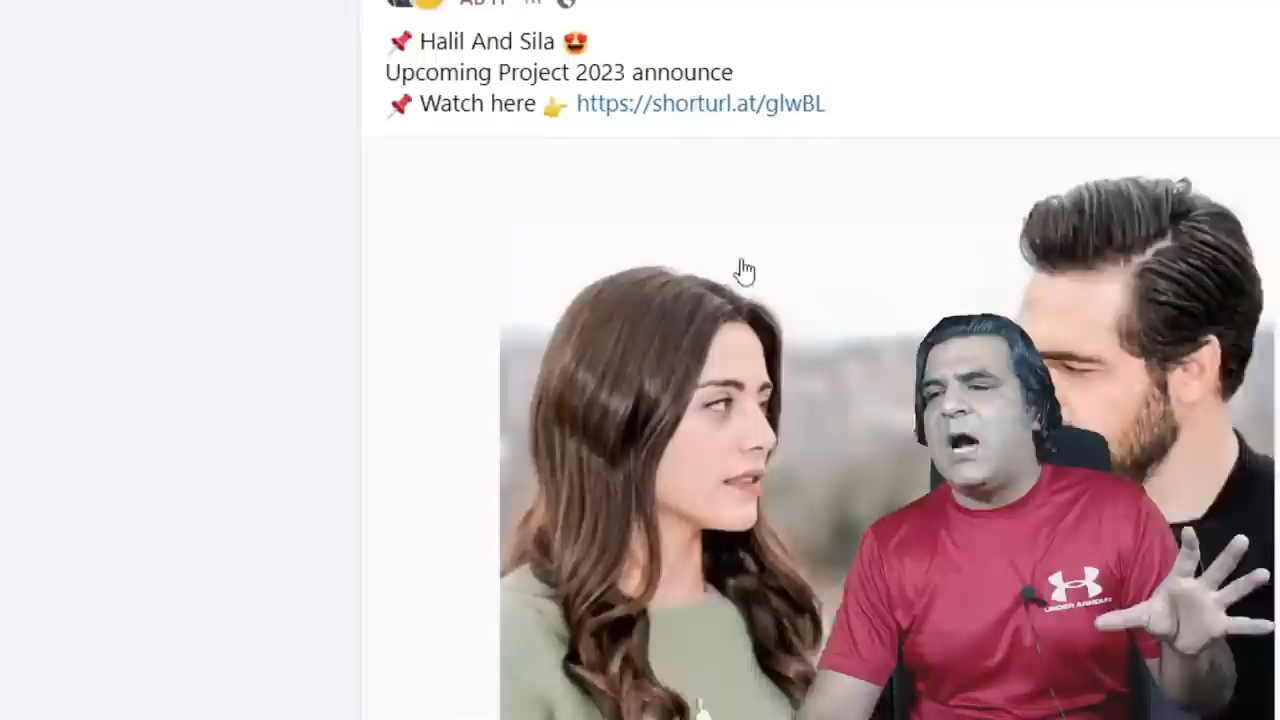 📌 Halil And Sila 😍
Upcoming Project 2023 announce
📌 Watch here 👉 https://shorturl.at/glwBL
UNDER ARMOUR